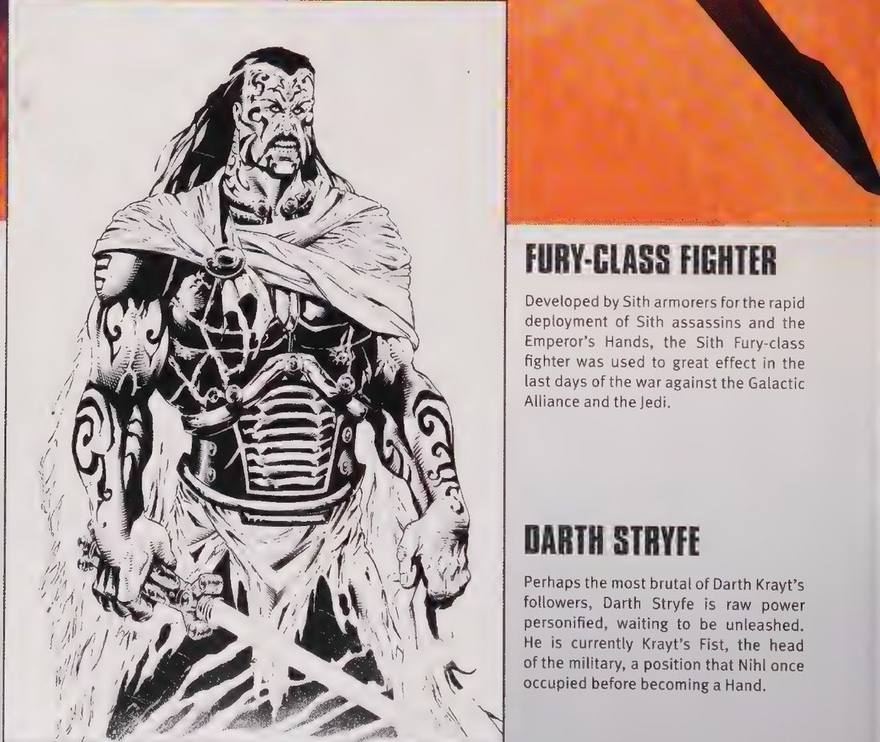 FURY-CLASS FIGHTER
Developed by Sith armorers for the rapid
deployment of Sith assassins and the
Emperor's Hands, the Sith Fury-class
fighter was used to great effect in the
last days of the war against the Galactic
Alliance and the Jedi.
DARTH STRYFE
Perhaps the most brutal of Darth Krayt's
followers, Darth Stryfe is raw power
personified, waiting to be unleashed.
He is currently Krayt's Fist, the head
of the military, a position that Nihl once
occupied before becoming a Hand.